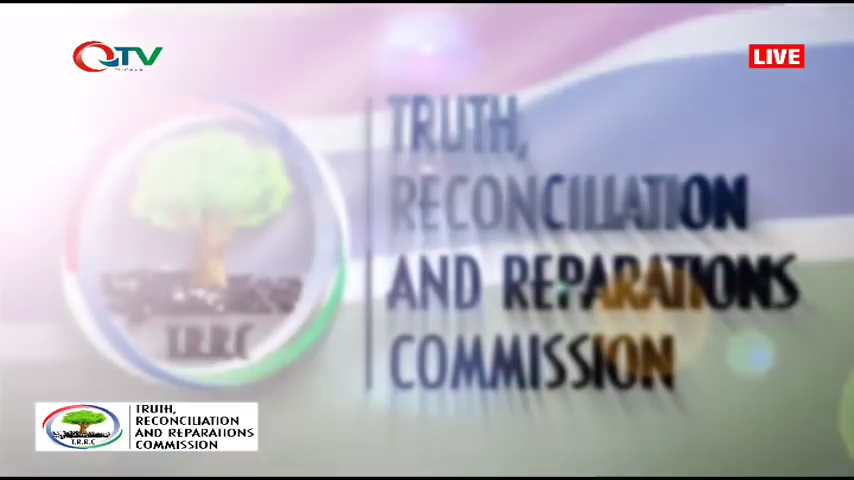 QTV
LIVE
TRUTH,
RECONCILIATION
AND REPARATIONS
COMMISSION
T.R.R.C
TRUTH,
RECONCILIATION
AND REPARATIONS
COMMISSION
T.R.R.C